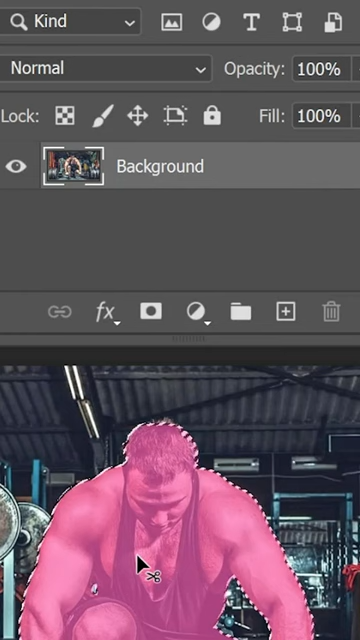 Kind
T
Normal
Opacity: 100%
Lock:
Fill: 100%
Background
fx